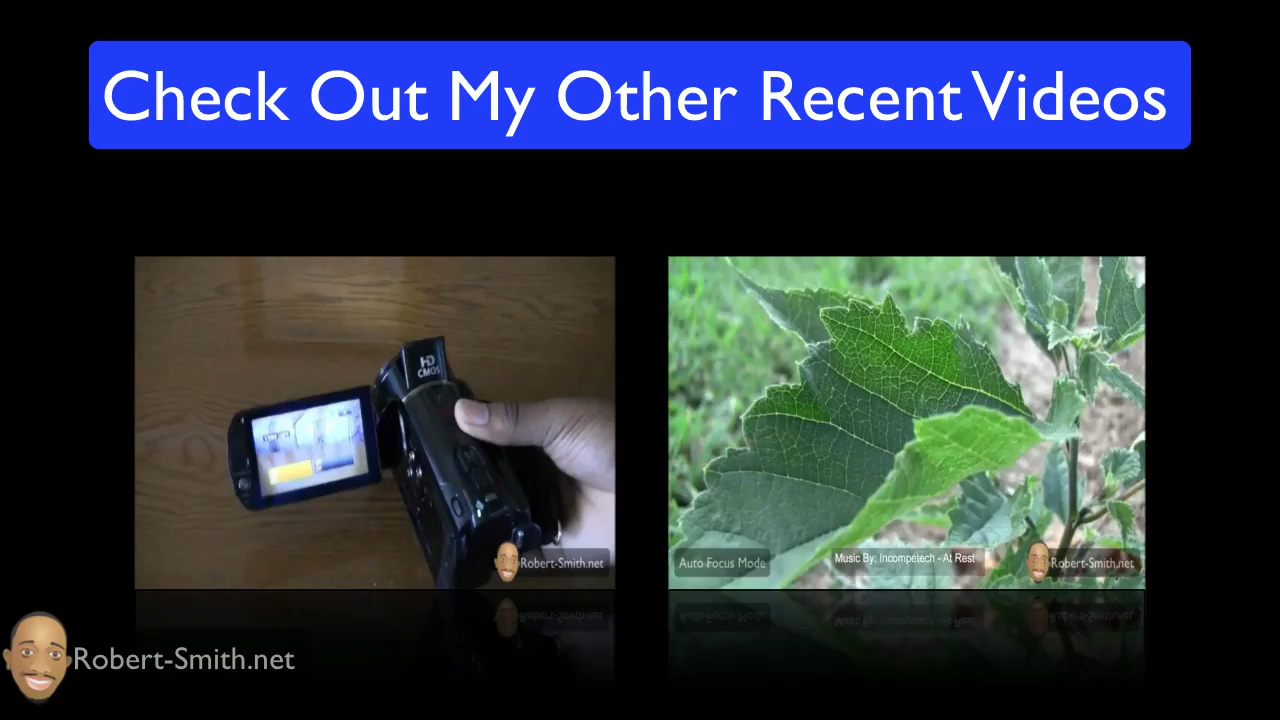 Check Out My Other Recent Videos
HD
CMOS
Robert-Smith.net
Auto Focus Mode
Music By: Incompetech - At Rest
Robert-Smith.net
Robert-Smith.net